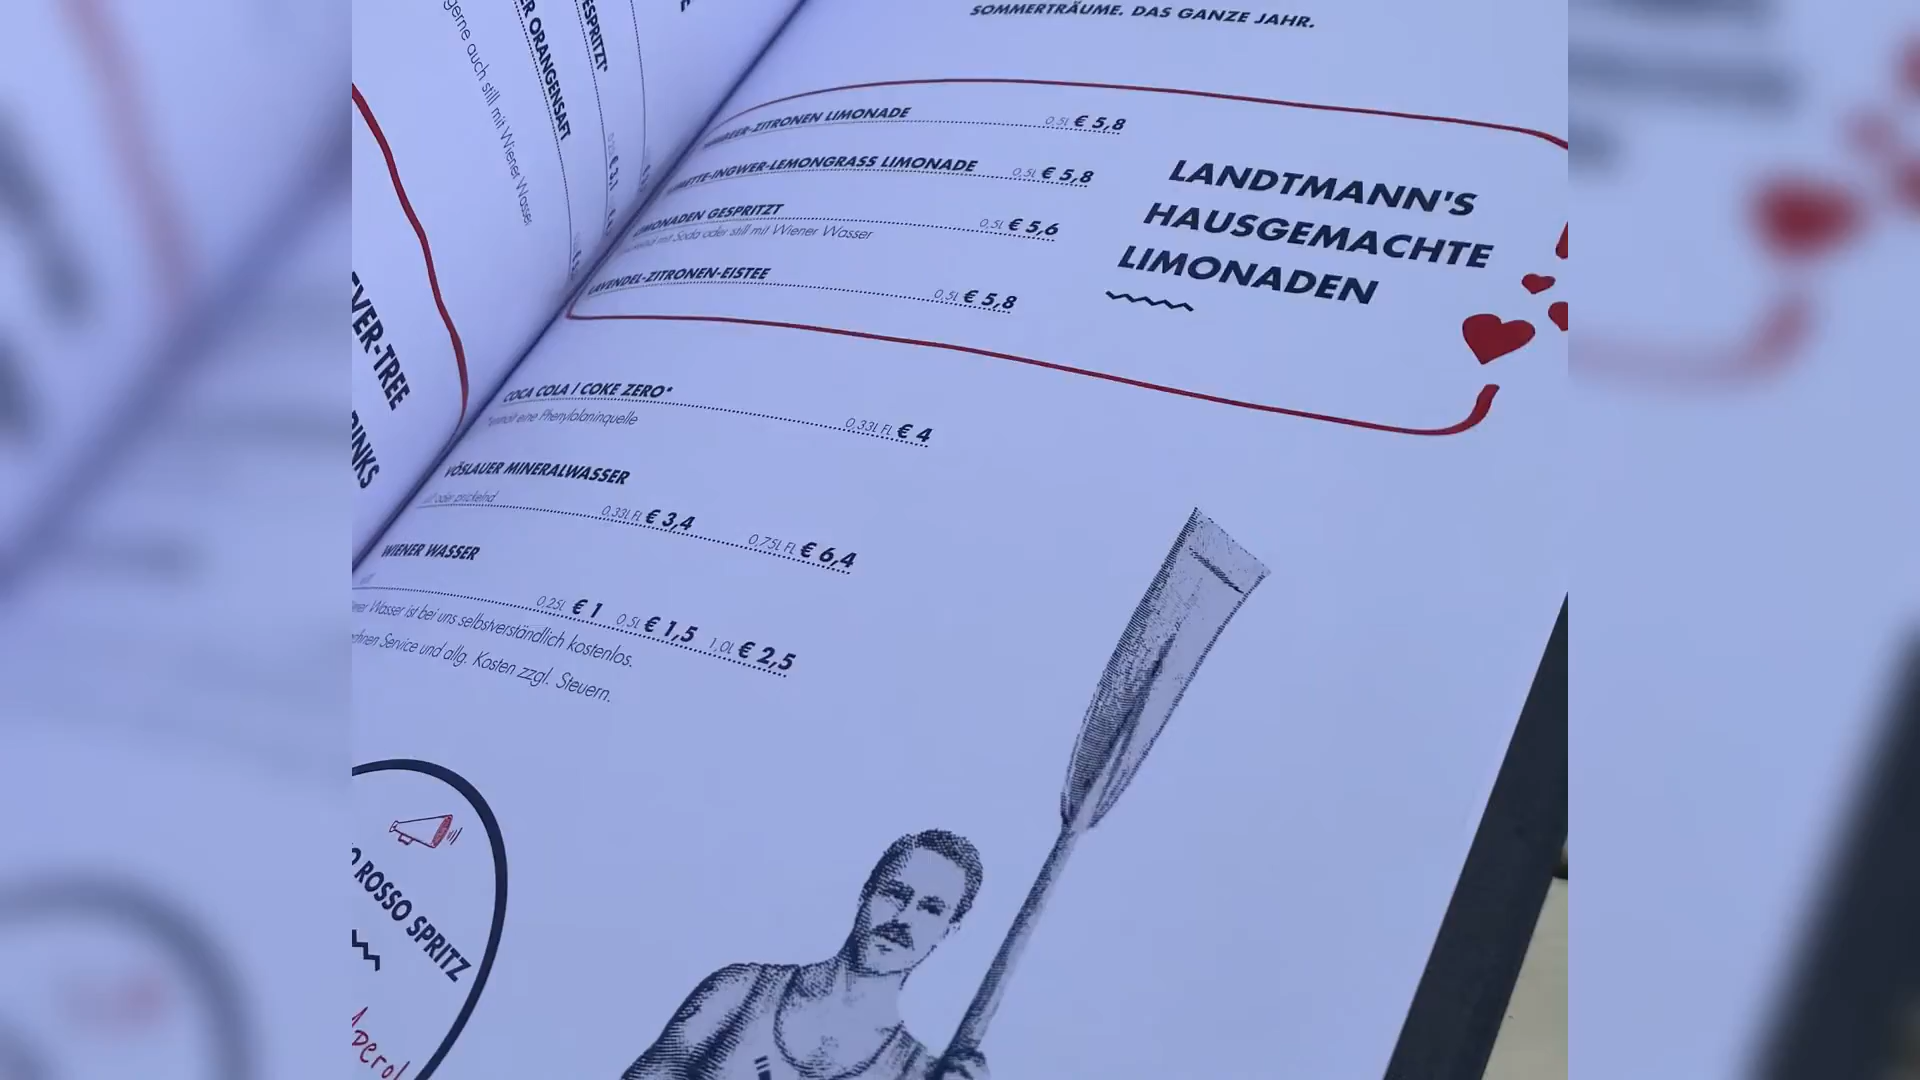 SOMMERTRÄUME. DAS GANZE JAHR.
LIMONADE 0,5L € 5,8
-INGWER-LEMONGRASS LIMONADE 0,5L € 5,8
LIMONADEN GESPRITZT 0,5L € 5,6
mit Soda oder still mit Wiener Wasser
LAVENDEL-ZITRONEN-EISTEE 0,5L € 5,8
LANDTMANN'S
HAUSGEMACHTE
LIMONADEN
COCA COLA I COKE ZERO* 0,33L FL € 4
eine Phenylalaninquelle
VÖSLAUER MINERALWASSER
oder prickelnd 0,33L FL € 3,4 0,75L FL € 6,4
WIENER WASSER
0,25L € 1 0,5L € 1,5 1,0L € 2,5
Wasser ist bei uns selbstverständlich kostenlos.
Service und allg. Kosten zzgl. Steuern.
ORANGENSAFT
gerne auch still mit Wiener Wasser
ESPRITZT*
EVER-TREE
RINKS
ROSSO SPRITZ
Aperol